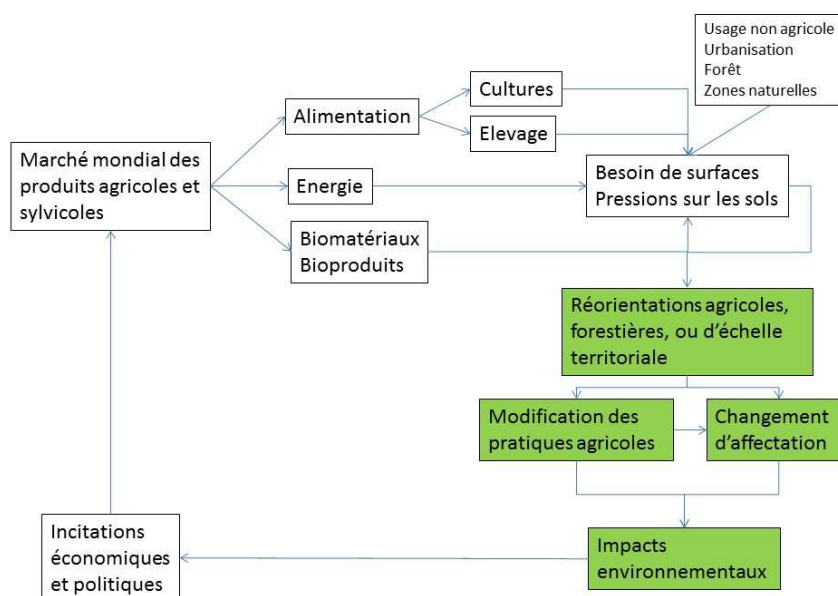 Usage non agricole
Urbanisation
Forêt
Zones naturelles
Cultures
Alimentation
Elevage
Marché mondial des
produits agricoles et
sylvicoles
Energie
Besoin de surfaces
Pressions sur les sols
Biomatériaux
Bioproduits
Réorientations agricoles,
forestières, ou d'échelle
territoriale
Modification des
pratiques agricoles
Changement
d'affectation
Incitations
économiques
et politiques
Impacts
environnementaux